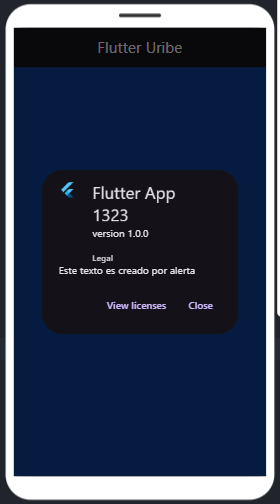 Flutter Uribe
Flutter App
1323
version 1.0.0
Legal
Este texto es creado por alerta
View licenses Close